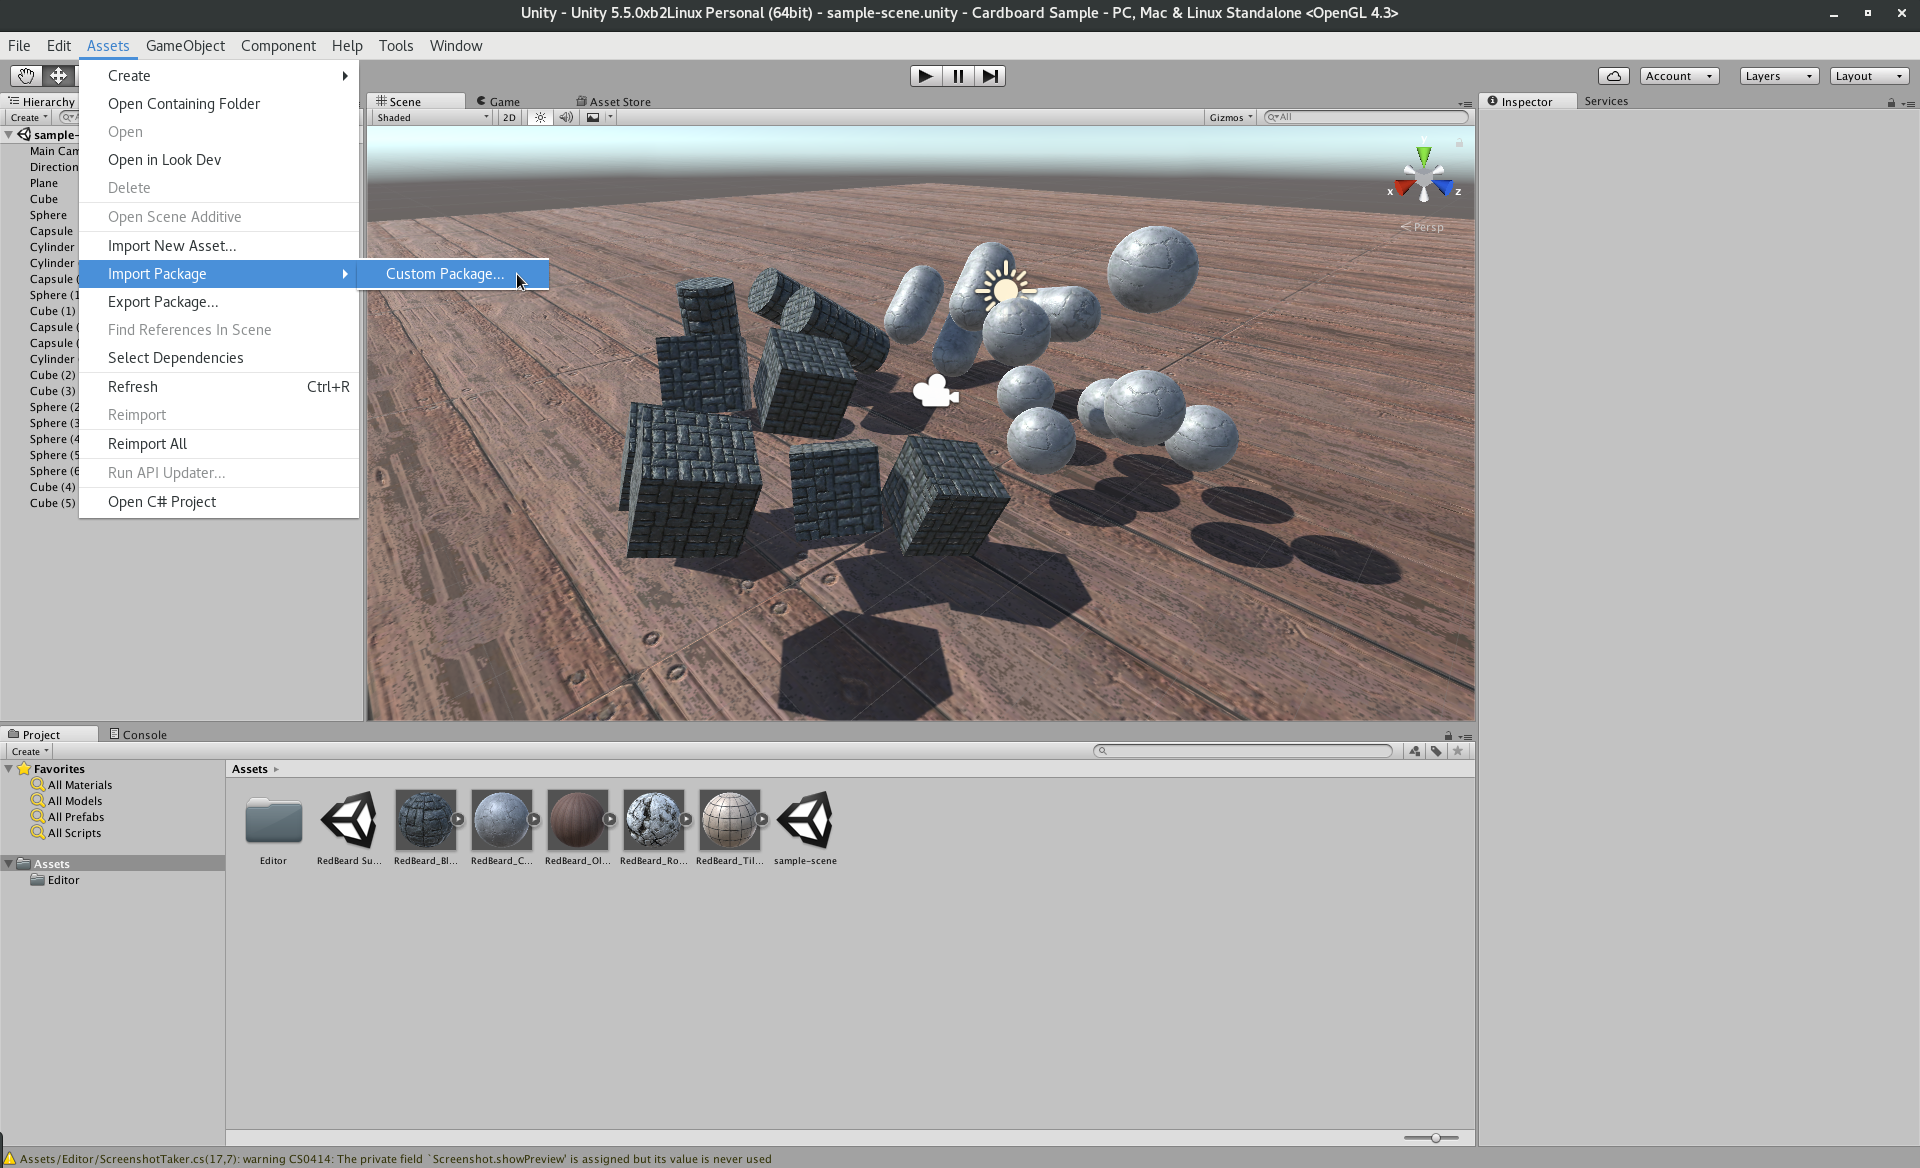 Unity - Unity 5.5.0xb2Linux Personal (64bit) - sample-scene.unity - Cardboard Sample - PC, Mac & Linux Standalone <OpenGL 4.3>
File Edit Assets GameObject Component Help Tools Window
Account Layers Layout
Create
Open Containing Folder
Open
Open in Look Dev
Delete
Open Scene Additive
Import New Asset...
Import Package
Custom Package...
Export Package...
Find References In Scene
Select Dependencies
Refresh Ctrl+R
Reimport
Reimport All
Run API Updater...
Open C# Project
Hierarchy
Create
sample-
Main Cam
Direction
Plane
Cube
Sphere
Capsule
Cylinder
Cylinder
Capsule (
Sphere (1
Cube (1)
Capsule (
Capsule (
Cylinder
Cube (2)
Cube (3)
Sphere (2
Sphere (3
Sphere (4
Sphere (5
Sphere (6
Cube (4)
Cube (5)
Scene Game Asset Store
Shaded 2D Gizmos All
y
x z
Persp
Inspector Services
Project Console
Create
Favorites
All Materials
All Models
All Prefabs
All Scripts
Assets
Editor
Assets
Editor RedBeard Su... RedBeard_Bl... RedBeard_C... RedBeard_Ol... RedBeard_Ro... RedBeard_Til... sample-scene
Assets/Editor/ScreenshotTaker.cs(17,7): warning CS0414: The private field `Screenshot.showPreview' is assigned but its value is never used